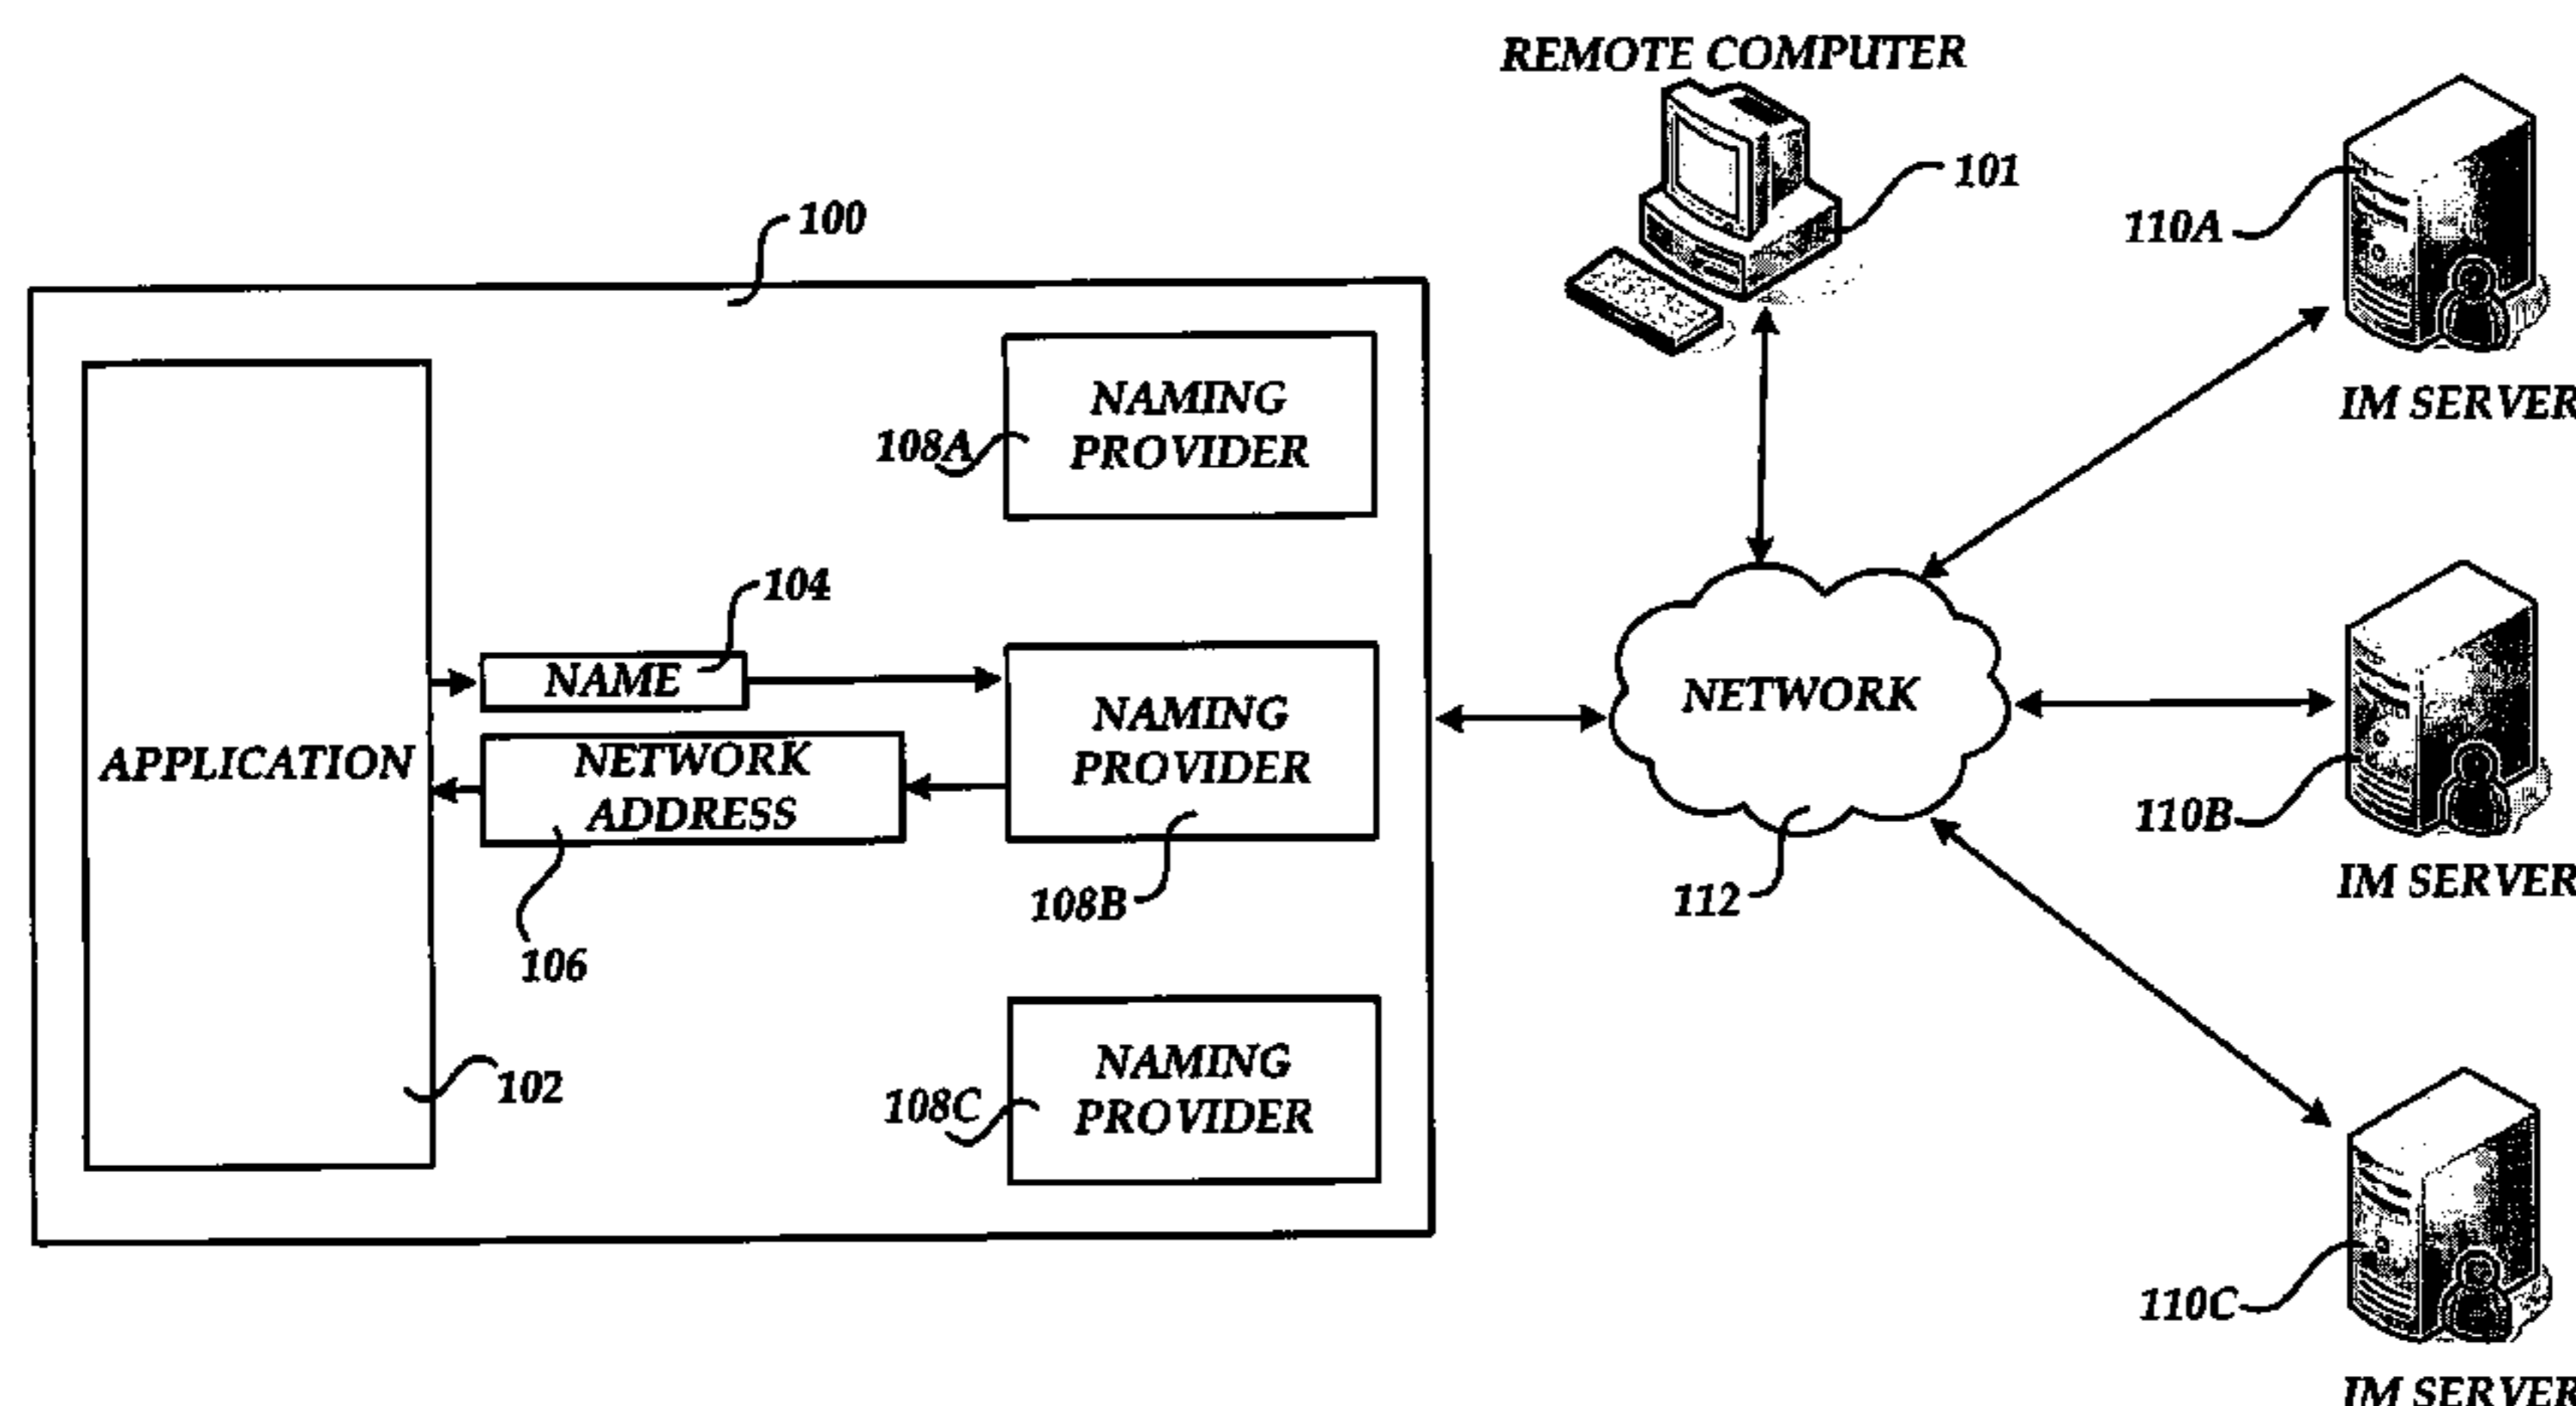 REMOTE COMPUTER
101
110A
100
IM SERVER
NAMING
PROVIDER
108A
104
NAME
NETWORK
ADDRESS
APPLICATION
NAMING
PROVIDER
108B
106
NETWORK
112
110B
IM SERVER
NAMING
PROVIDER
108C
102
110C
IM SERVER